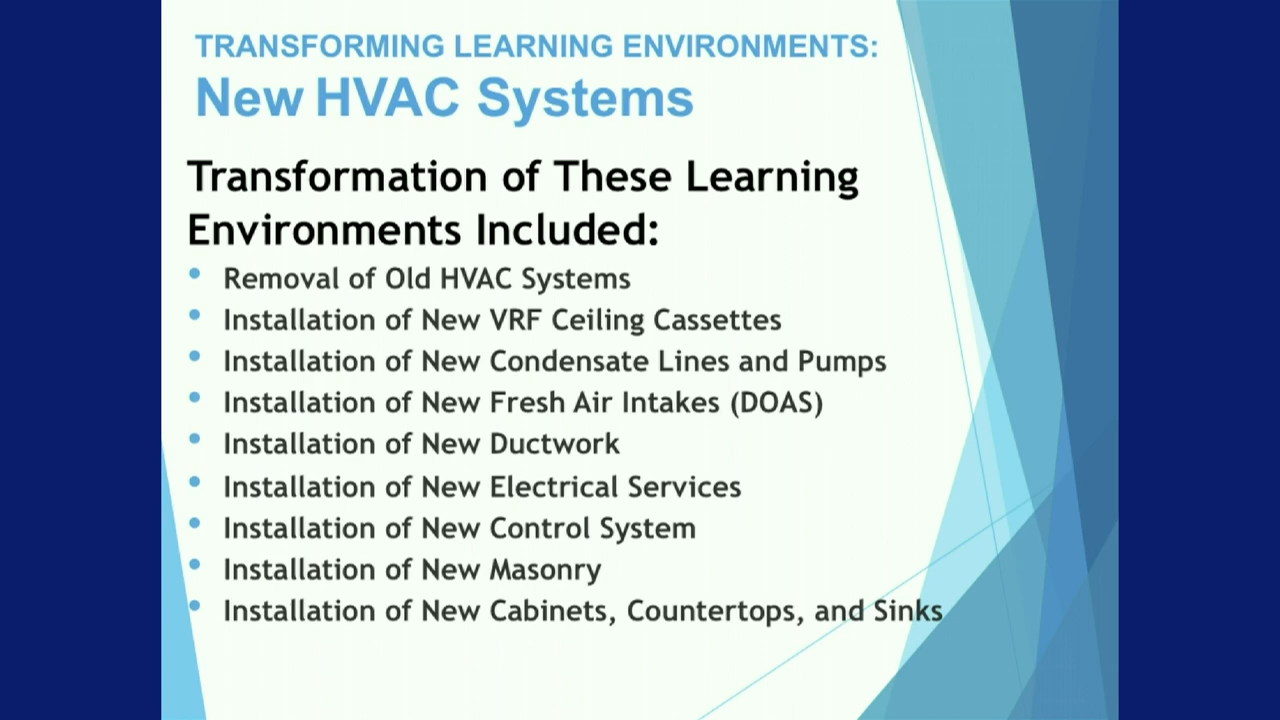 TRANSFORMING LEARNING ENVIRONMENTS:
New HVAC Systems
Transformation of These Learning
Environments Included:
• Removal of Old HVAC Systems
• Installation of New VRF Ceiling Cassettes
• Installation of New Condensate Lines and Pumps
• Installation of New Fresh Air Intakes (DOAS)
• Installation of New Ductwork
• Installation of New Electrical Services
• Installation of New Control System
• Installation of New Masonry
• Installation of New Cabinets, Countertops, and Sinks